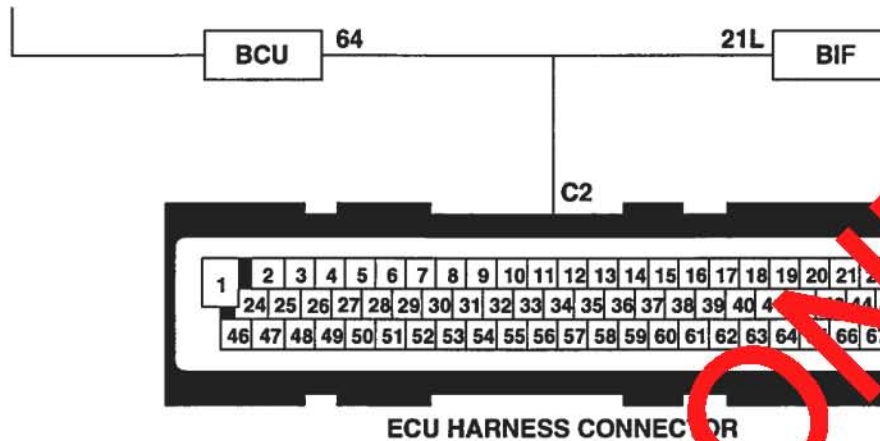 BCU 64 21L BIF
C2
1 2 3 4 5 6 7 8 9 10 11 12 13 14 15 16 17 18 19 20 21
24 25 26 27 28 29 30 31 32 33 34 35 36 37 38 39 40 44
46 47 48 49 50 51 52 53 54 55 56 57 58 59 60 61 62 63 64 66
ECU HARNESS CONNECTOR